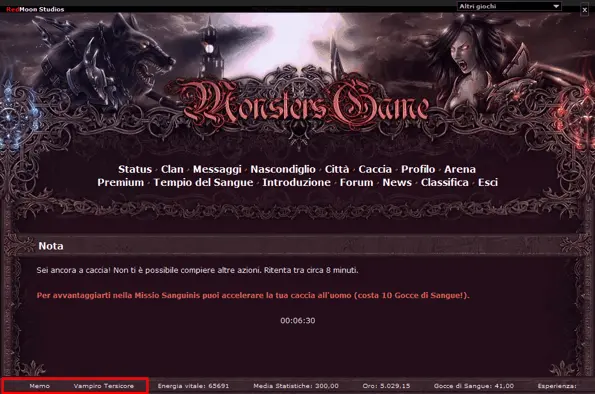 RedMoon Studios
Altri giochi
x
MonstersGame
Status · Clan · Messaggi · Nascondiglio · Città · Caccia · Profilo · Arena
Premium · Tempio del Sangue · Introduzione · Forum · News · Classifica · Esci
Nota
Sei ancora a caccia! Non ti è possibile compiere altre azioni. Ritenta tra circa 8 minuti.
Per avvantaggiarti nella Missio Sanguinis puoi accelerare la tua caccia all'uomo (costa 10 Gocce di Sangue!).
00:06:30
Memo Vampiro Tersicore Energia vitale: 65691 Media Statistiche: 300,00 Oro: 5.029,15 Gocce di Sangue: 41,00 Esperienza: